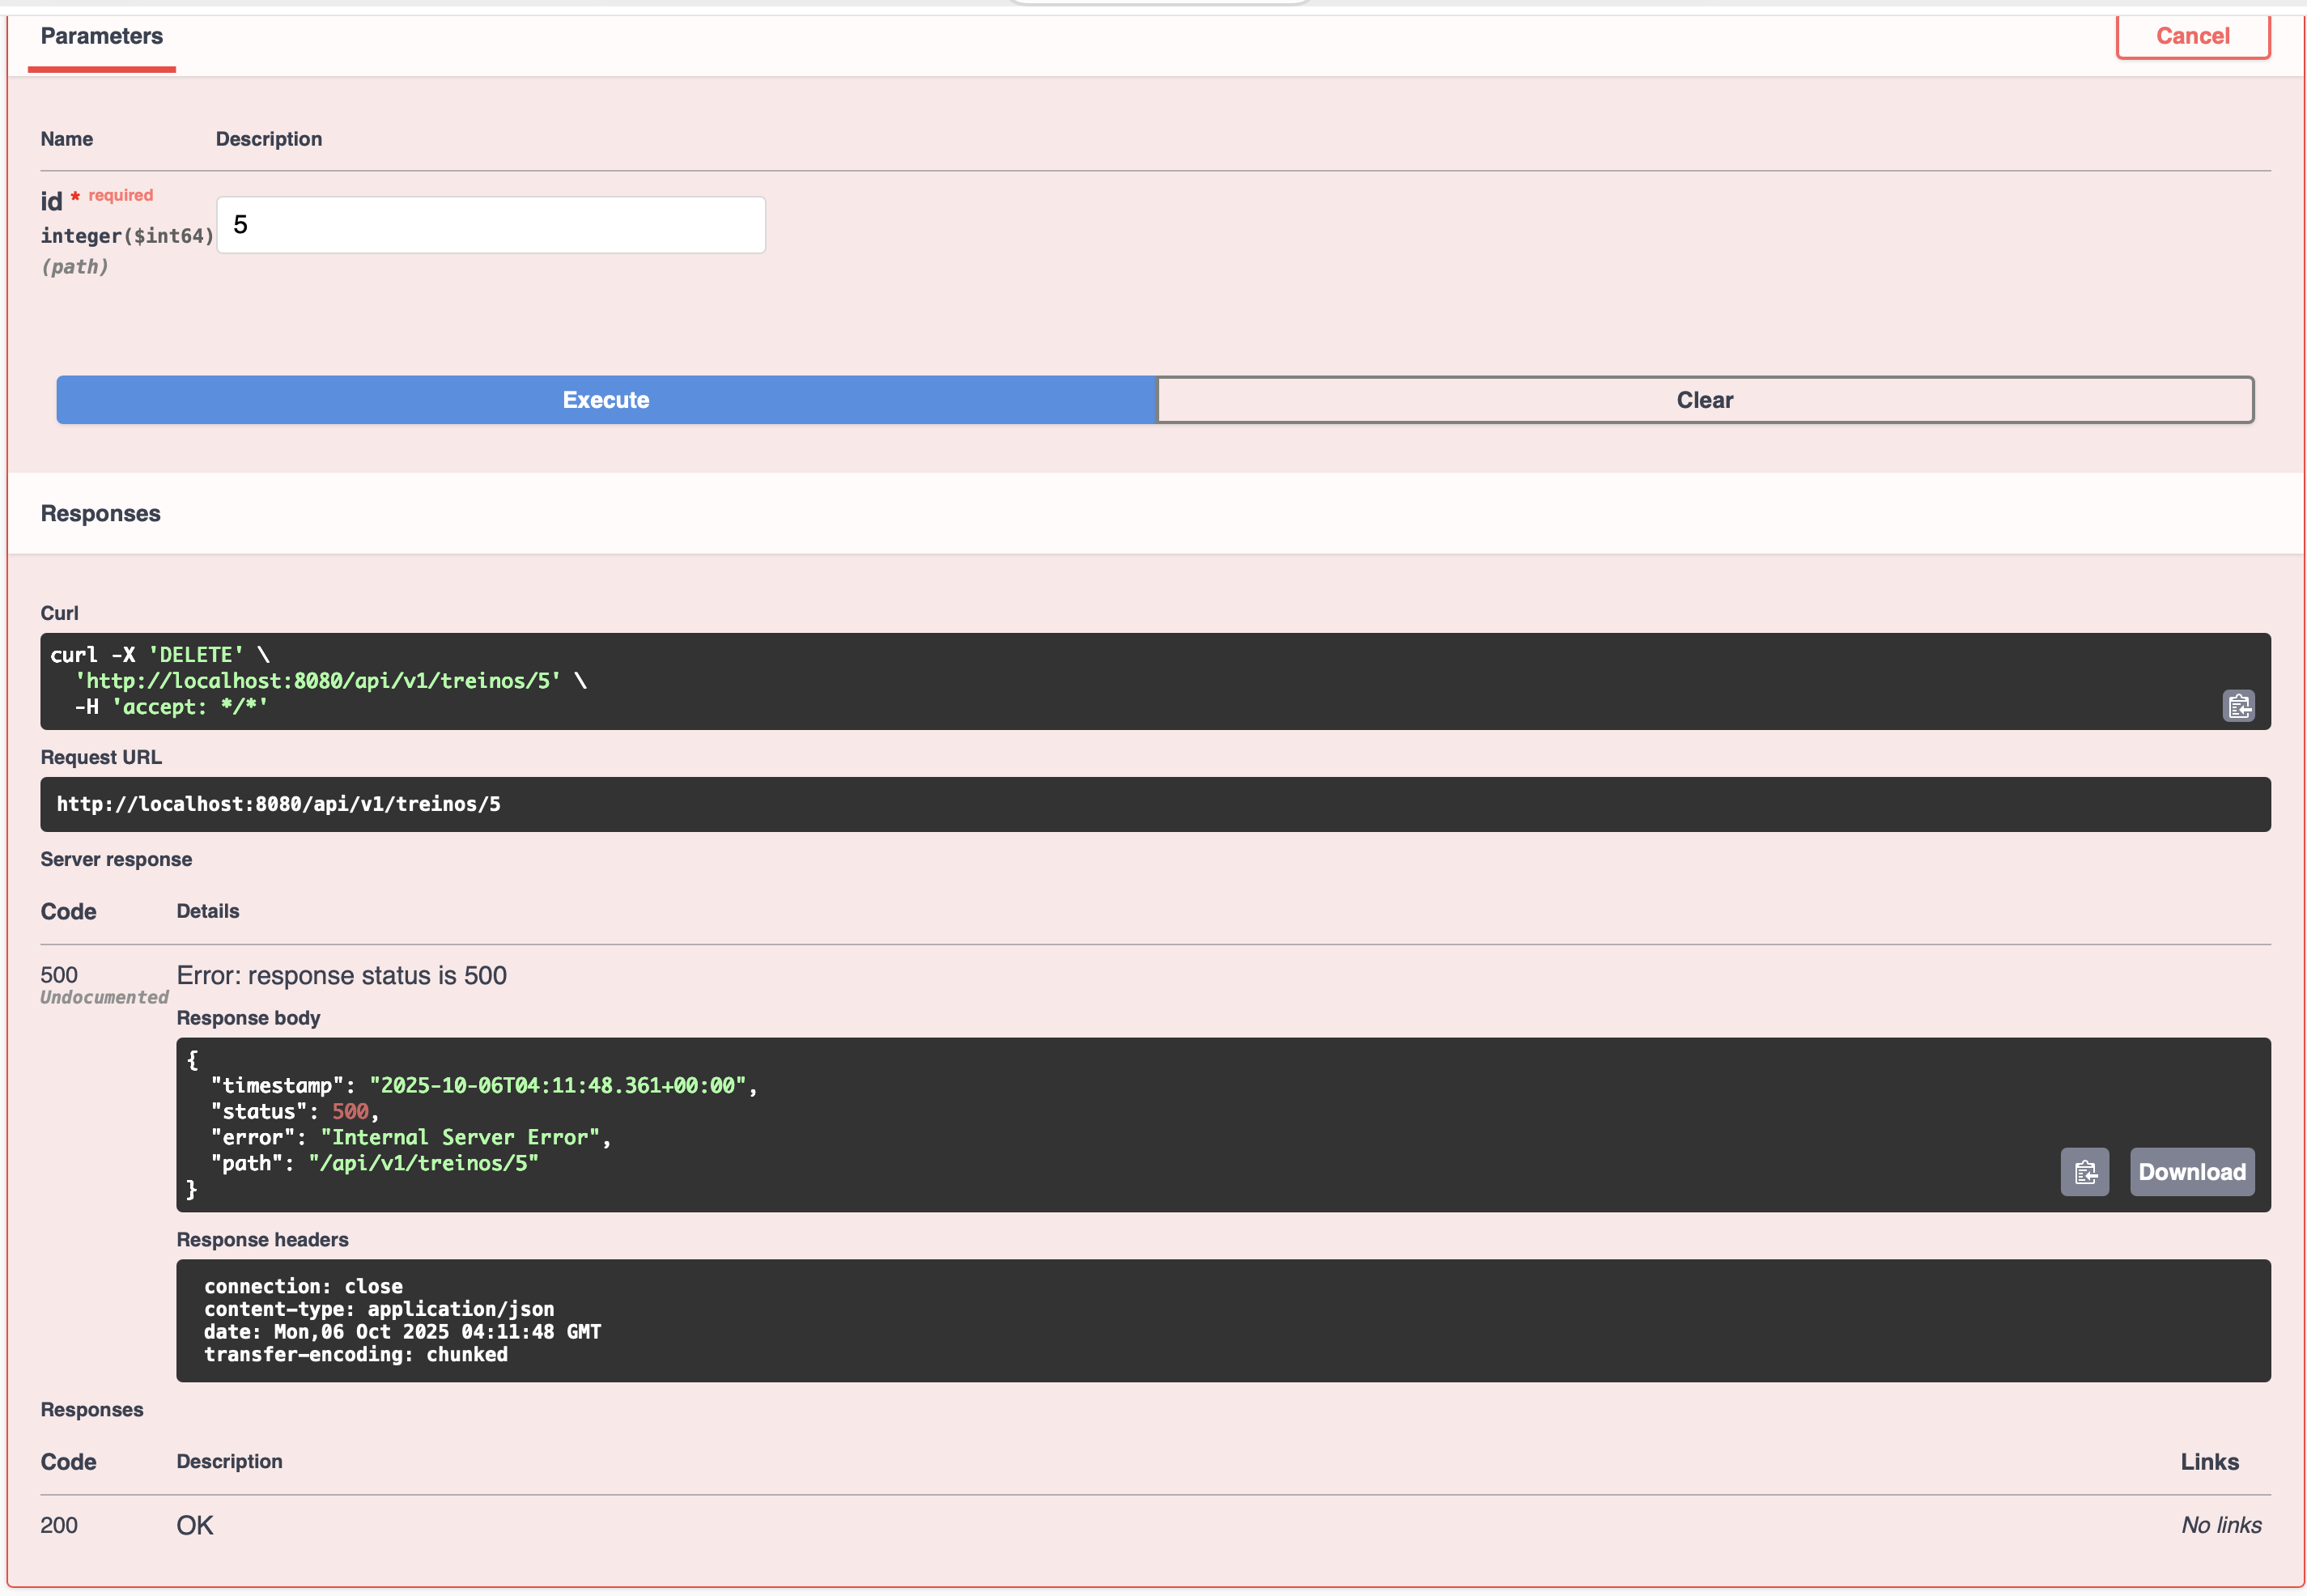 Parameters
Cancel
Name Description
id * required
integer($int64)
(path)
5
Execute
Clear
Responses
Curl
curl -X 'DELETE' \
  'http://localhost:8080/api/v1/treinos/5' \
  -H 'accept: */*'
Request URL
http://localhost:8080/api/v1/treinos/5
Server response
Code Details
500
Undocumented
Error: response status is 500
Response body
{
  "timestamp": "2025-10-06T04:11:48.361+00:00",
  "status": 500,
  "error": "Internal Server Error",
  "path": "/api/v1/treinos/5"
}
Download
Response headers
connection: close
content-type: application/json
date: Mon,06 Oct 2025 04:11:48 GMT
transfer-encoding: chunked
Responses
Code Description Links
200 OK No links